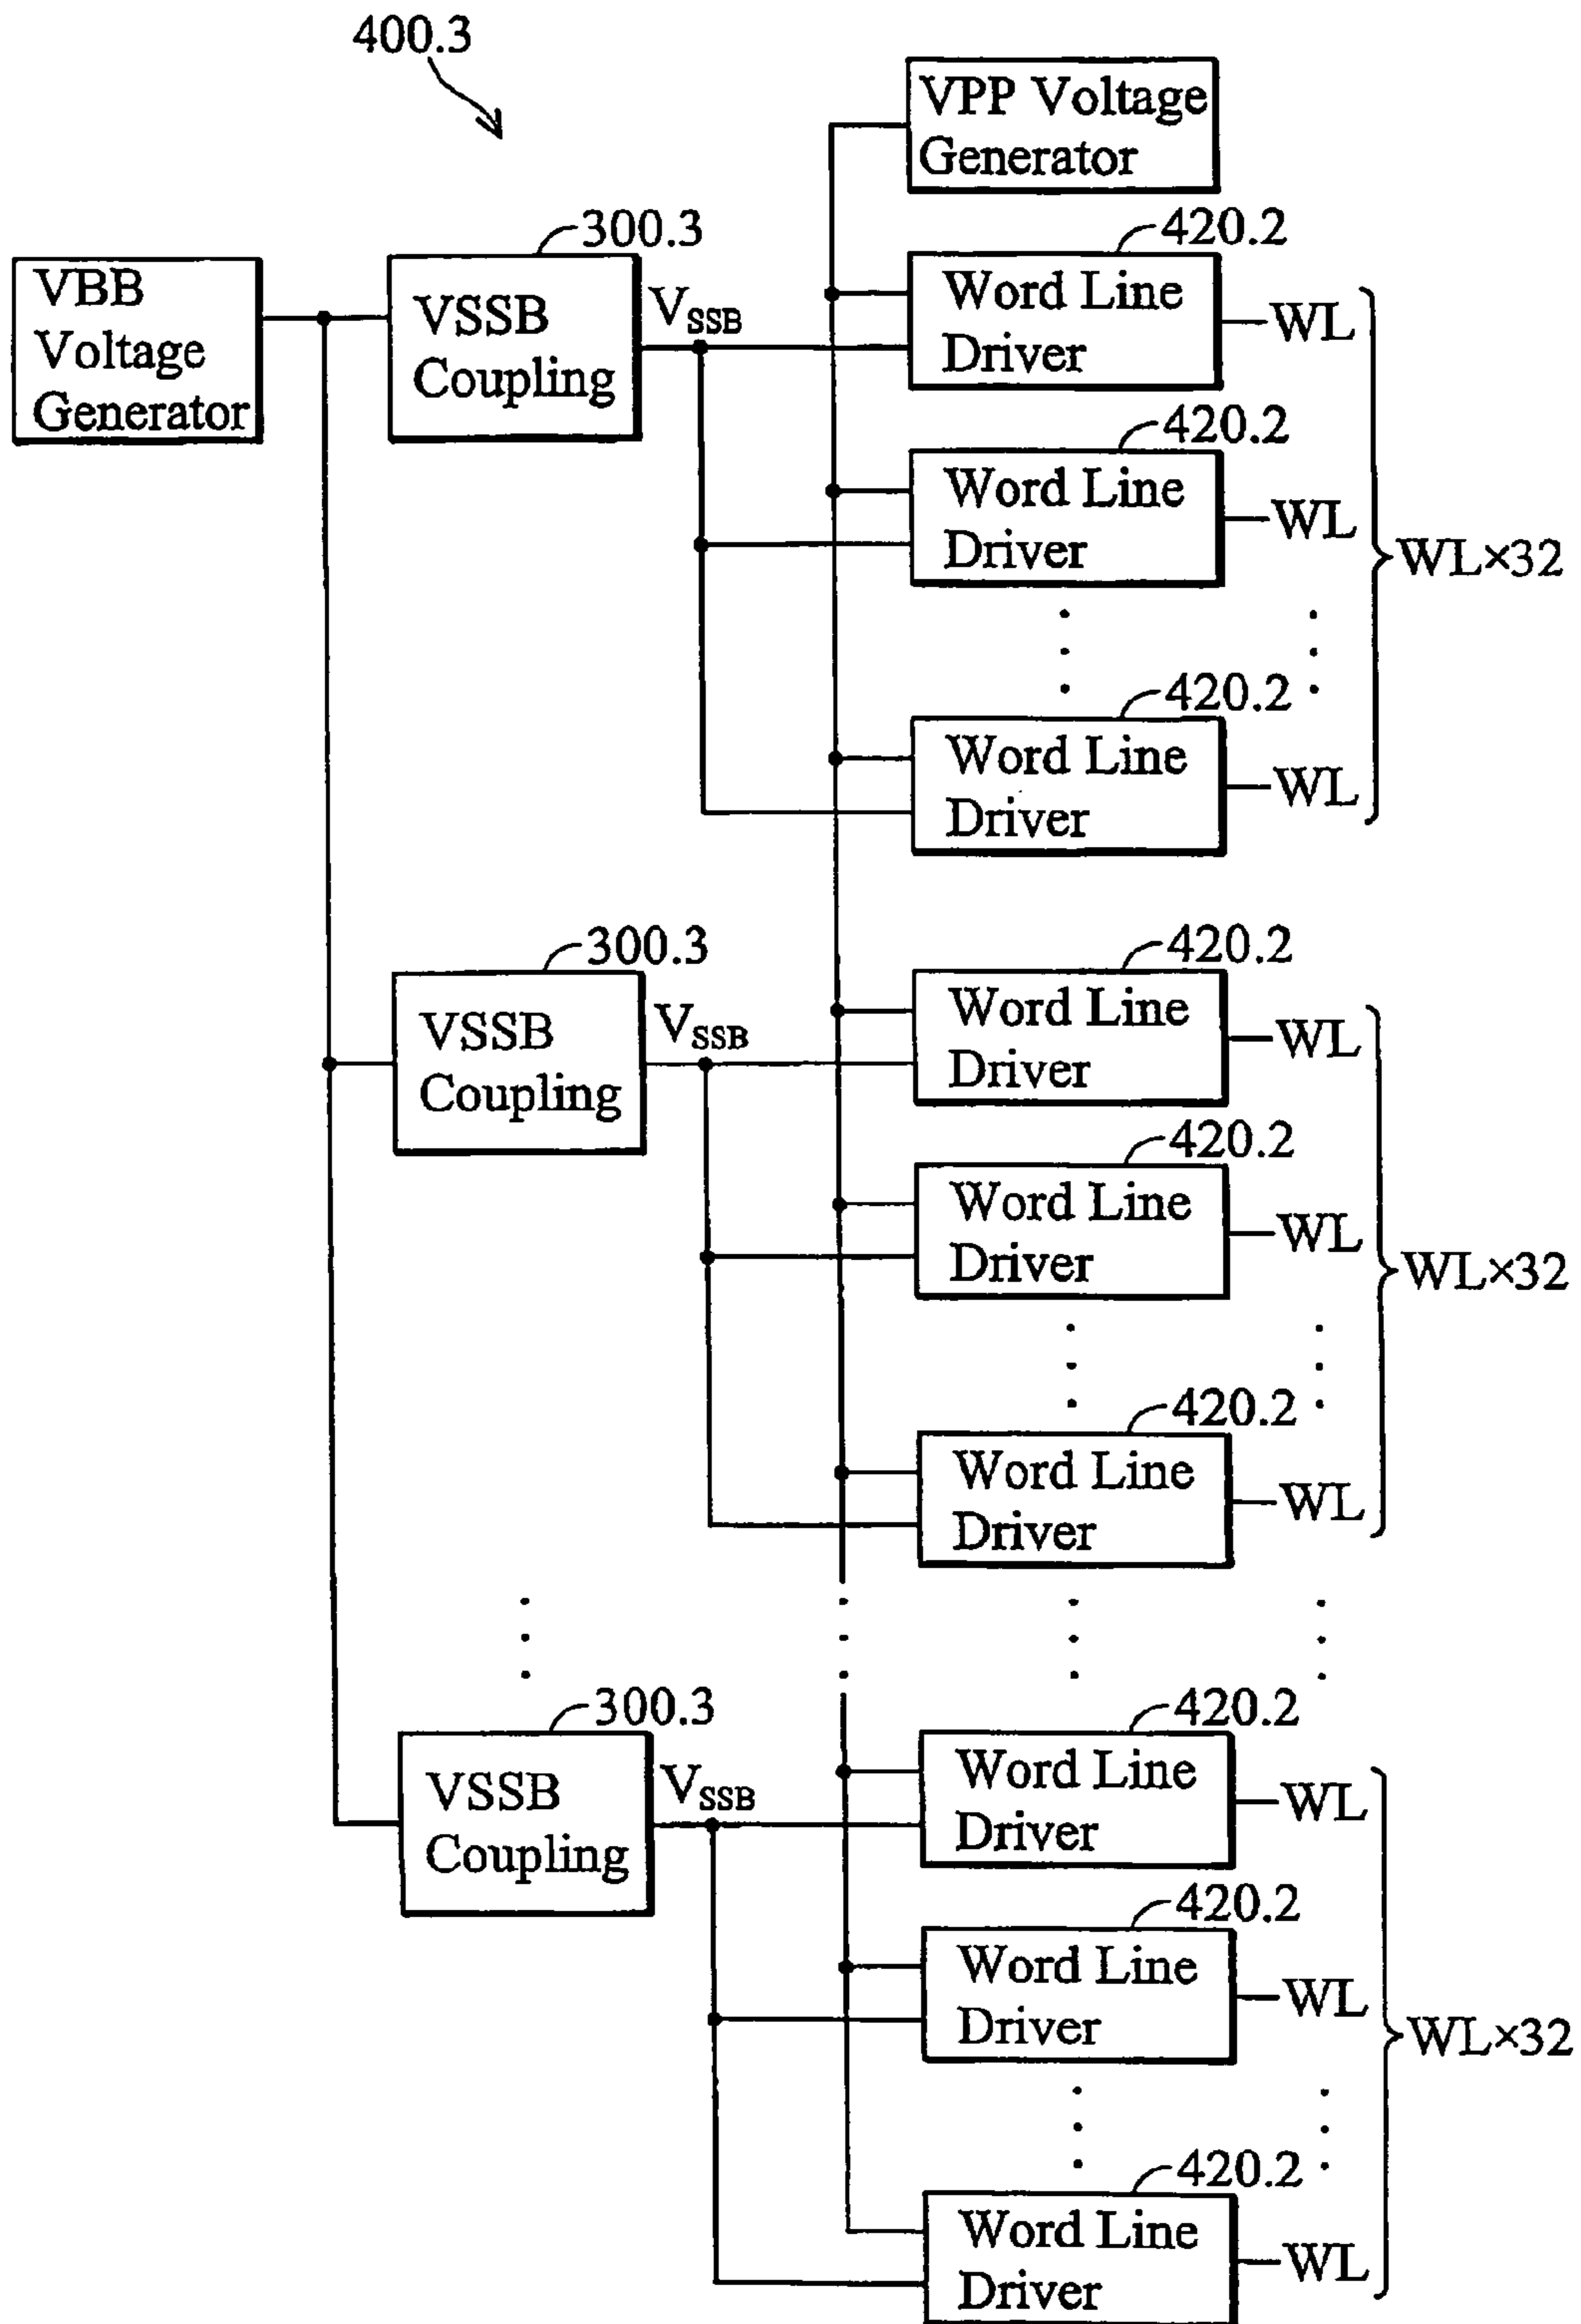 400.3
VPP Voltage
Generator
VBB
Voltage
Generator
300.3
VSSB
Coupling
VSSB
420.2
Word Line
Driver
WL
420.2
Word Line
Driver
WL
420.2
Word Line
Driver
WL
WL×32
300.3
VSSB
Coupling
VSSB
420.2
Word Line
Driver
WL
420.2
Word Line
Driver
WL
420.2
Word Line
Driver
WL
WL×32
300.3
VSSB
Coupling
VSSB
420.2
Word Line
Driver
WL
420.2
Word Line
Driver
WL
420.2
Word Line
Driver
WL
WL×32